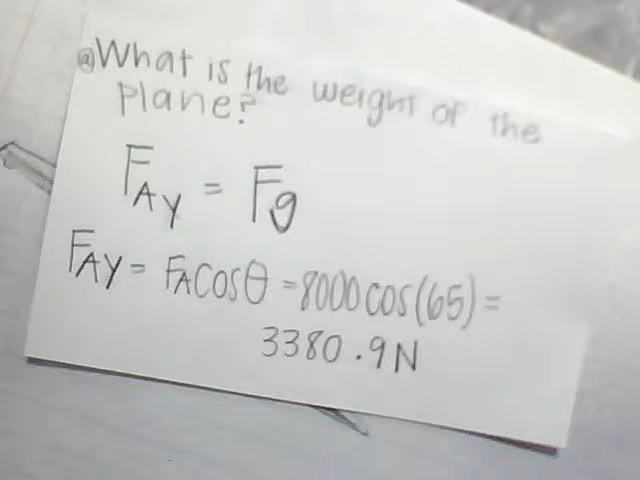 @What is the weight of the
plane?
FAY = Fg
FAY = FACOSθ = 8000 cos(65) =
3380.9N